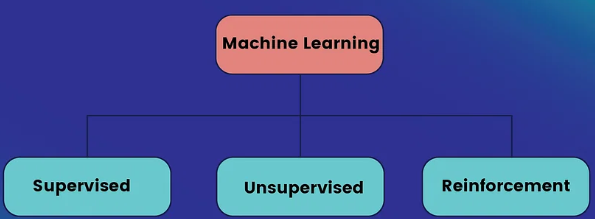 Machine Learning
Supervised
Unsupervised
Reinforcement